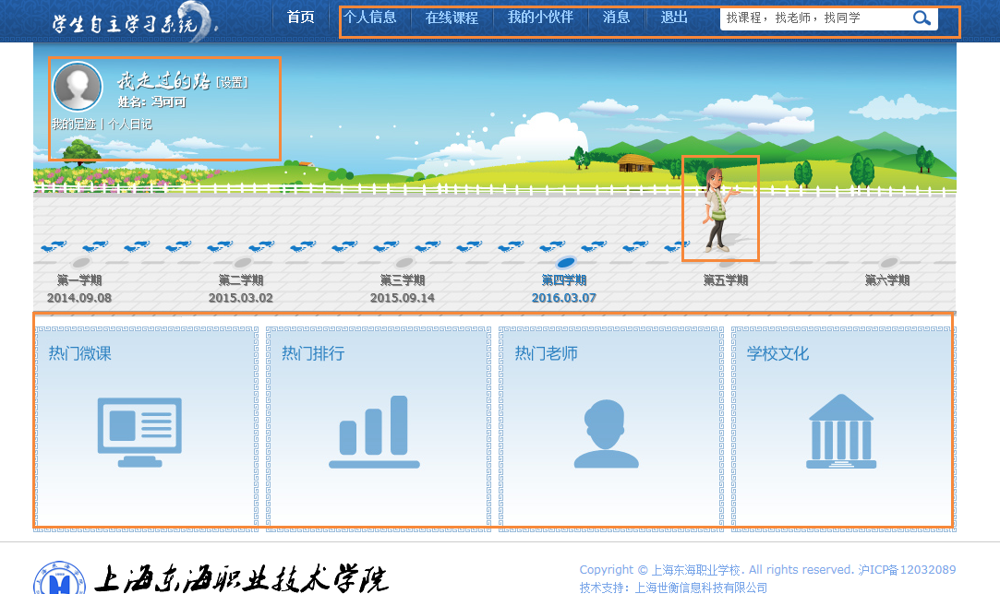 学生自主学习系统
首页 个人信息 在线课程 我的小伙伴 消息 退出 找课程，找老师，找同学
我走过的路 [设置]
姓名：冯可可
我的足迹 | 个人日记
第一学期 第二学期 第三学期 第四学期 第五学期 第六学期
2014.09.08 2015.03.02 2015.09.14 2016.03.07
热门微课 热门排行 热门老师 学校文化
上海东海职业技术学院
Copyright © 上海东海职业学校. All rights reserved. 沪ICP备12032089
技术支持：上海世衡信息科技有限公司